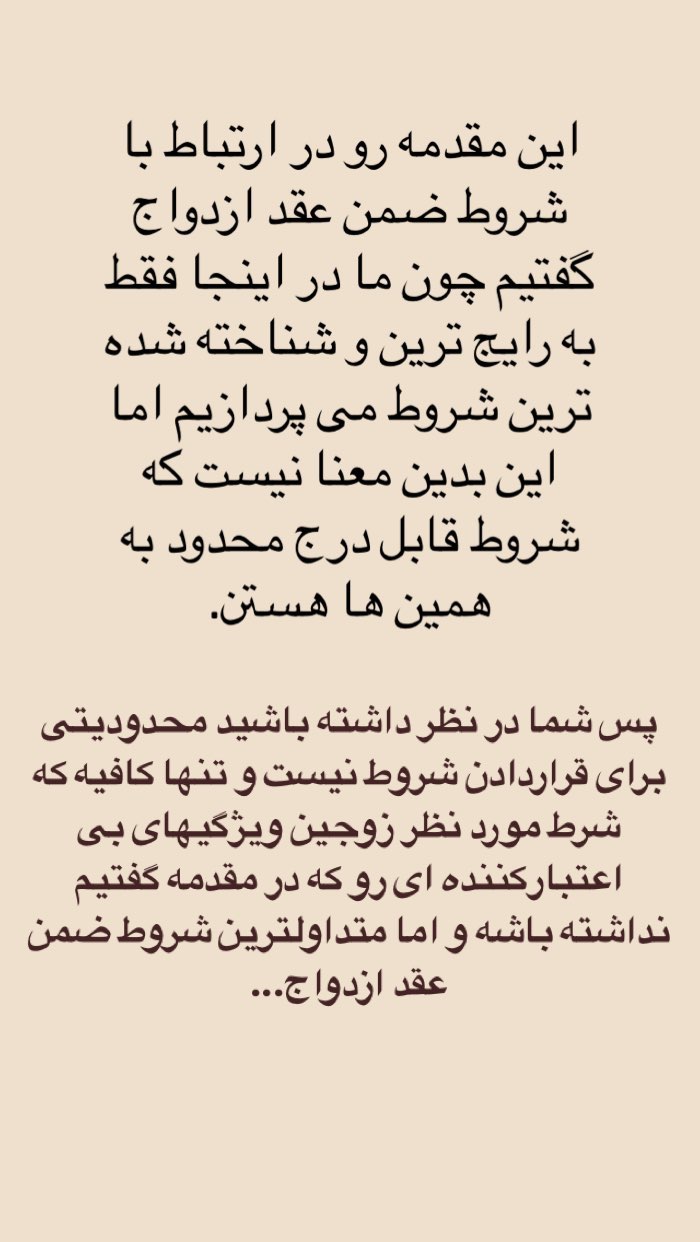 این مقدمه رو در ارتباط با
شروط ضمن عقد ازدواج
گفتیم چون ما در اینجا فقط
به رایج ترین و شناخته شده
ترین شروط می پردازیم اما
این بدین معنا نیست که
شروط قابل درج محدود به
همین ها هستن.
پس شما در نظر داشته باشید محدودیتی
برای قراردادن شروط نیست و تنها کافیه که
شرط مورد نظر زوجین ویژگیهای بی
اعتبارکننده ای رو که در مقدمه گفتیم
نداشته باشه و اما متداولترین شروط ضمن
عقد ازدواج...